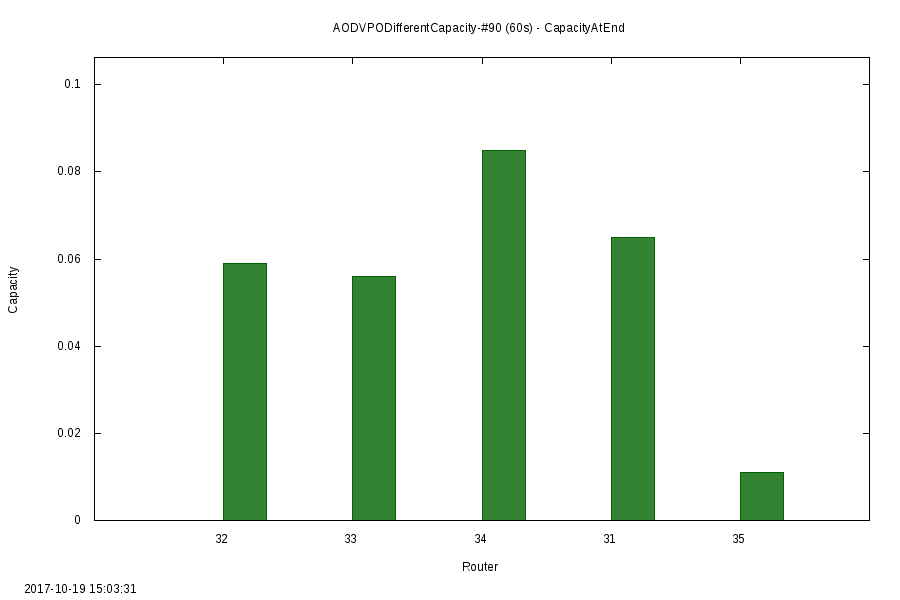 AODVPODifferentCapacity-#90 (60s) - CapacityAtEnd
0.1
0.08
0.06
0.04
0.02
0
Capacity
32 33 34 31 35
Router
2017-10-19 15:03:31